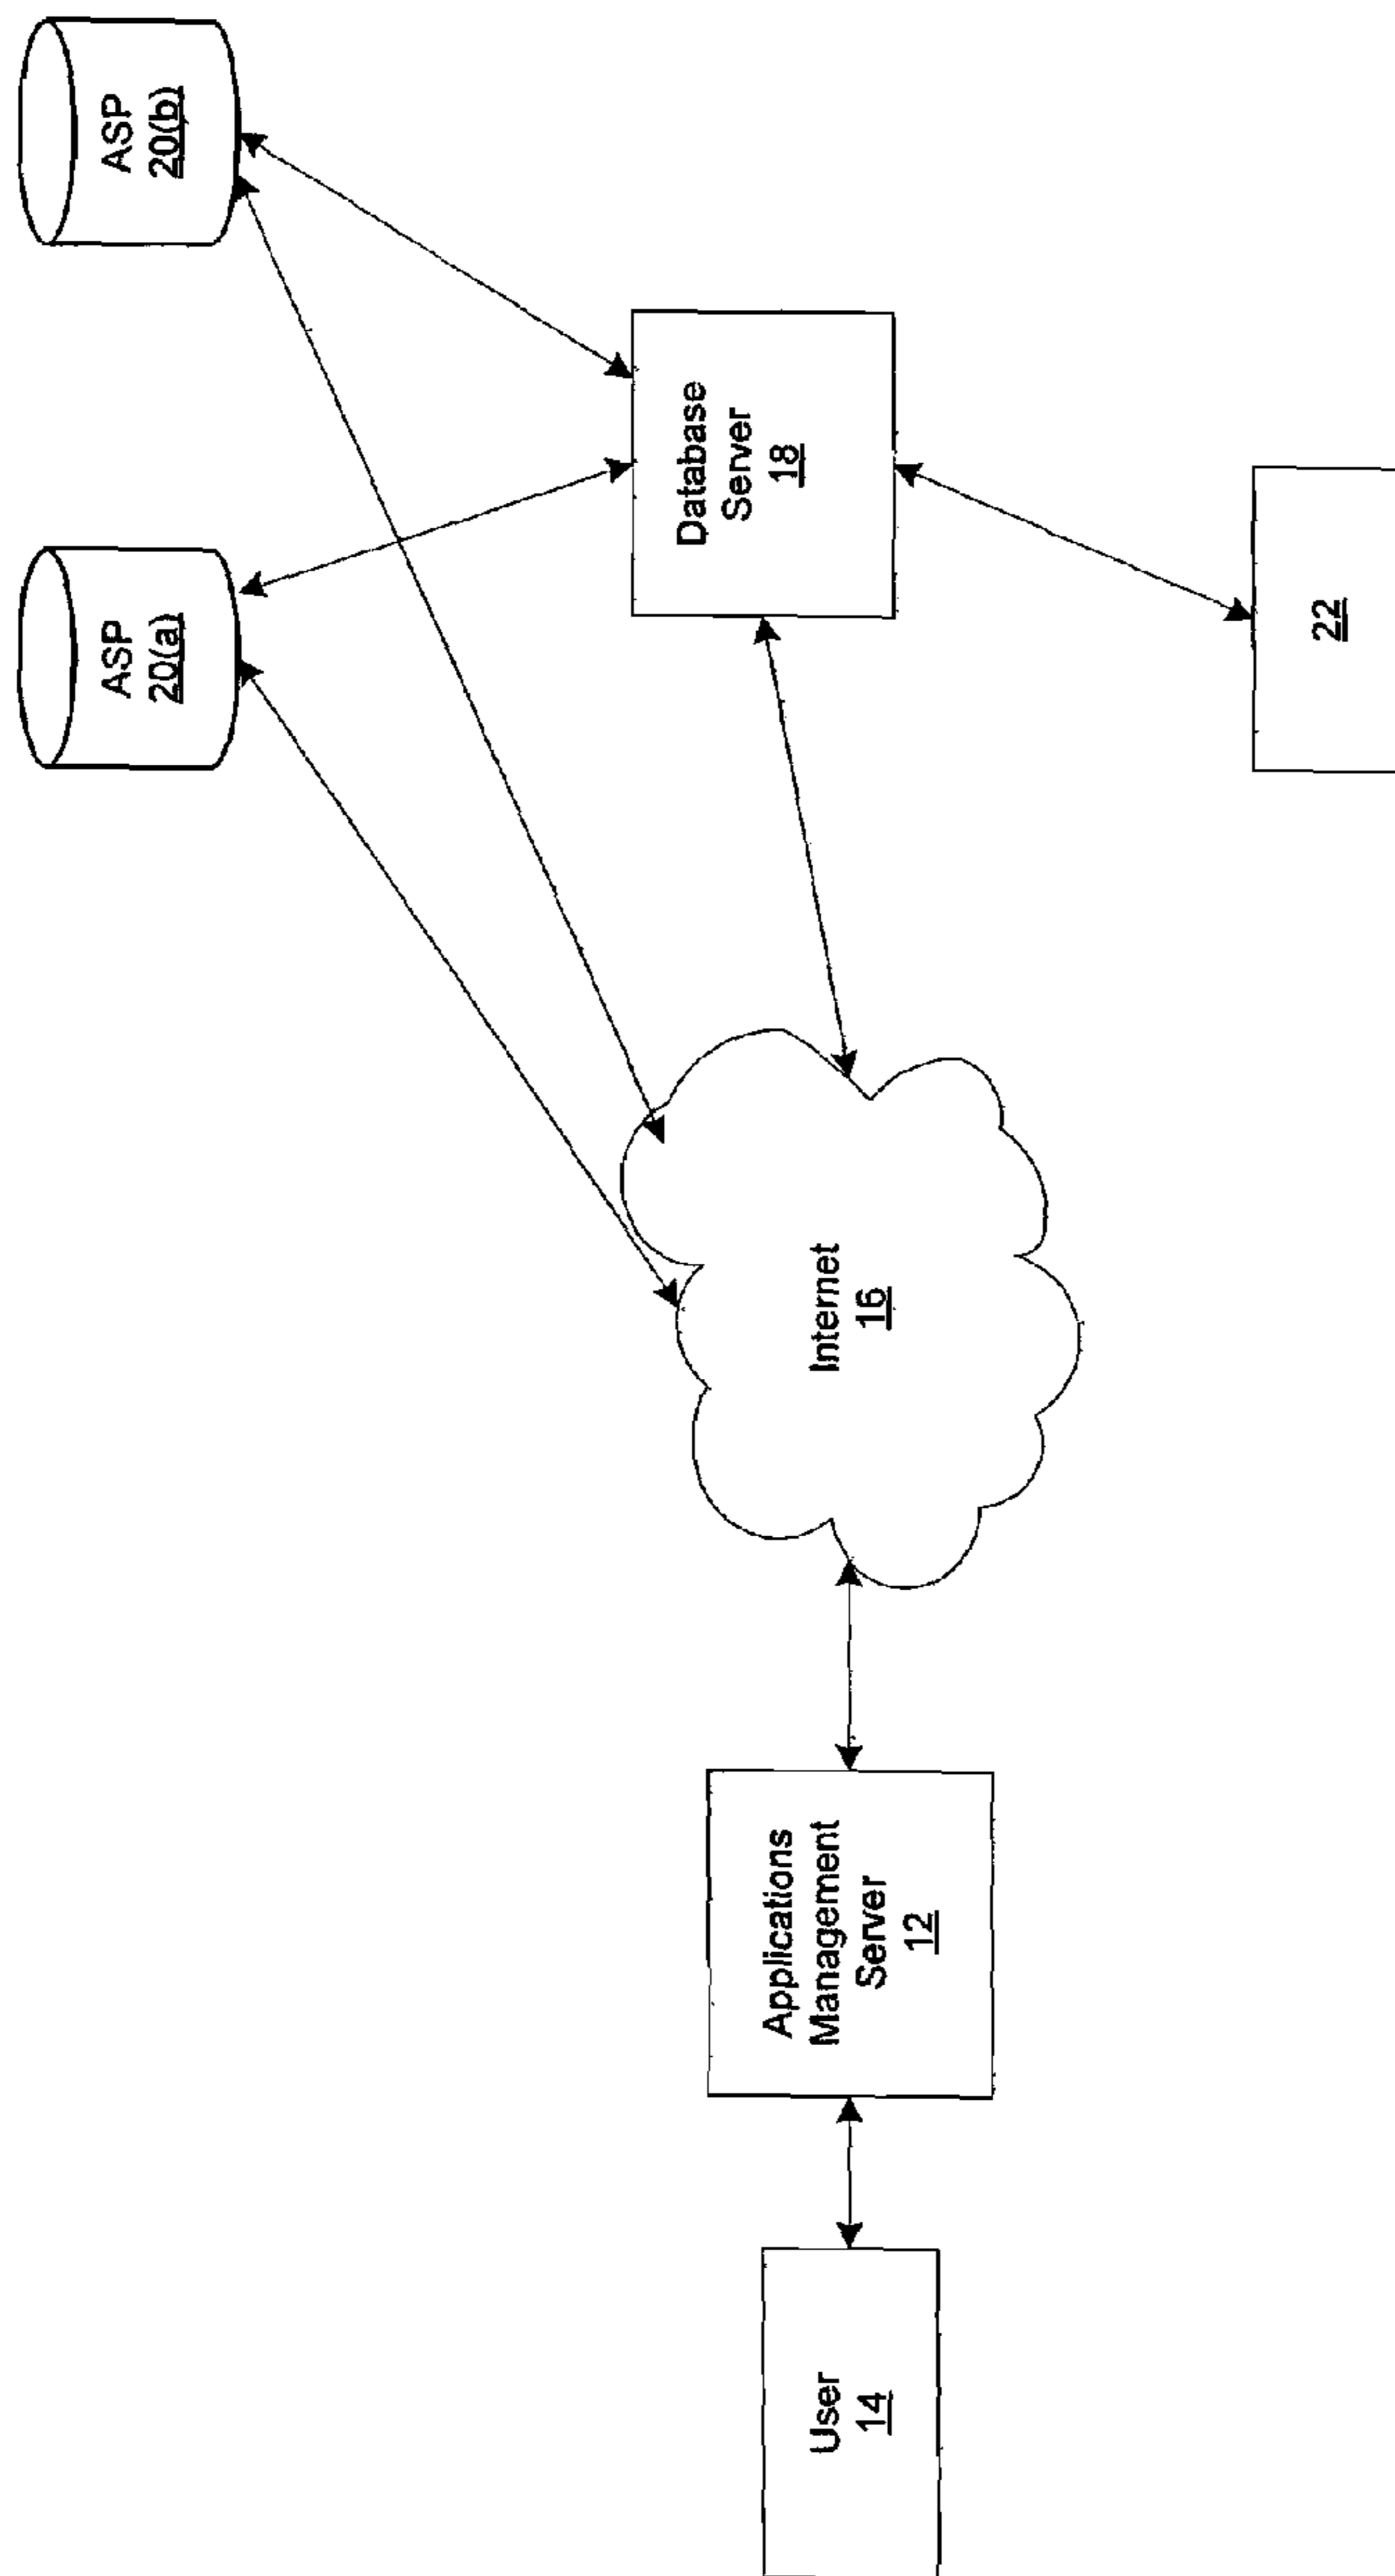 User
14
Applications
Management
Server
12
Internet
16
Database
Server
18
ASP
20(a)
ASP
20(b)
22